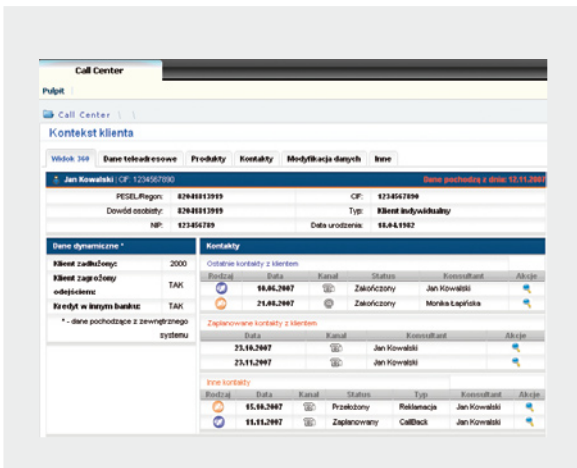 Call Center
Pulpit
Call Center \ \
Kontekst klienta
Widok 360 Dane teleadresowe Produkty Kontakty Modyfikacja danych Inne
Jan Kowalski | CIF: 1234567890 Dane pochodzą z dnia: 12.11.2007
PESEL/Regon: 82041813919 CIF: 1234567890
Dowód osobisty: 82041813919 Typ: Klient indywidualny
NIP: 123456789 Data urodzenia: 18.04.1982
Dane dynamiczne * Kontakty
Klient zadłużony: 2000 Ostatnie kontakty z klientem
Klient zagrożony odejściem: TAK Rodzaj Data Kanał Status Konsultant Akcje
10.06.2007 Zakończony Jan Kowalski
Kredyt w innym banku: TAK 21.08.2007 Zakończony Monika Łapińska
* - dane pochodzące z zewnętrznego systemu
Zaplanowane kontakty z klientem
Data Kanał Konsultant Akcje
23.10.2007 Jan Kowalski
23.11.2007 Jan Kowalski
Inne kontakty
Rodzaj Data Kanał Status Typ Konsultant Akcje
05.10.2007 Przełożony Reklamacja Jan Kowalski
11.11.2007 Zaplanowany CallBack Jan Kowalski